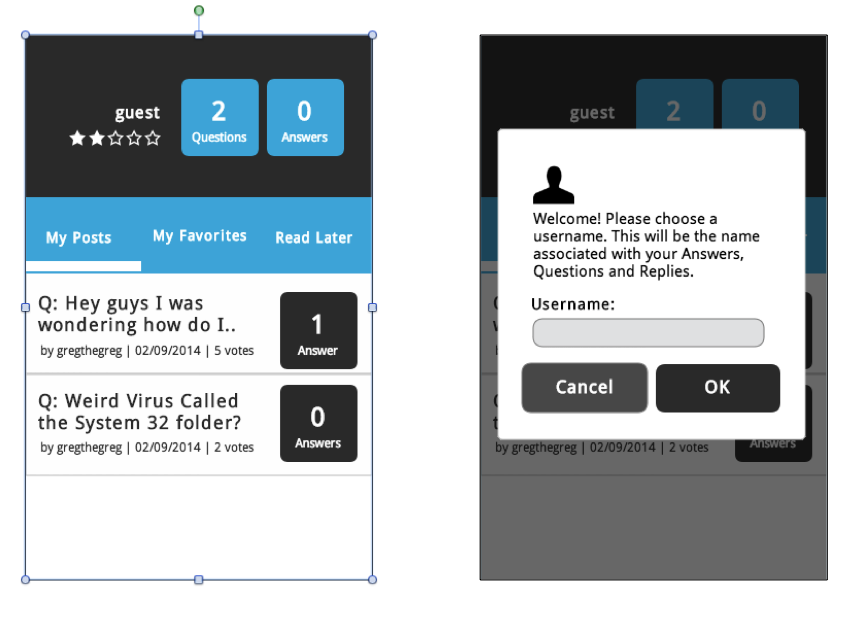 guest
2
Questions
0
Answers
My Posts
My Favorites
Read Later
Q: Hey guys I was
wondering how do I..
by gregthegreg | 02/09/2014 | 5 votes
1
Answer
Q: Weird Virus Called
the System 32 folder?
by gregthegreg | 02/09/2014 | 2 votes
0
Answers
guest
2
0
Welcome! Please choose a
username. This will be the name
associated with your Answers,
Questions and Replies.
Username:
Cancel
OK
by gregthegreg | 02/09/2014 | 2 votes
Answers